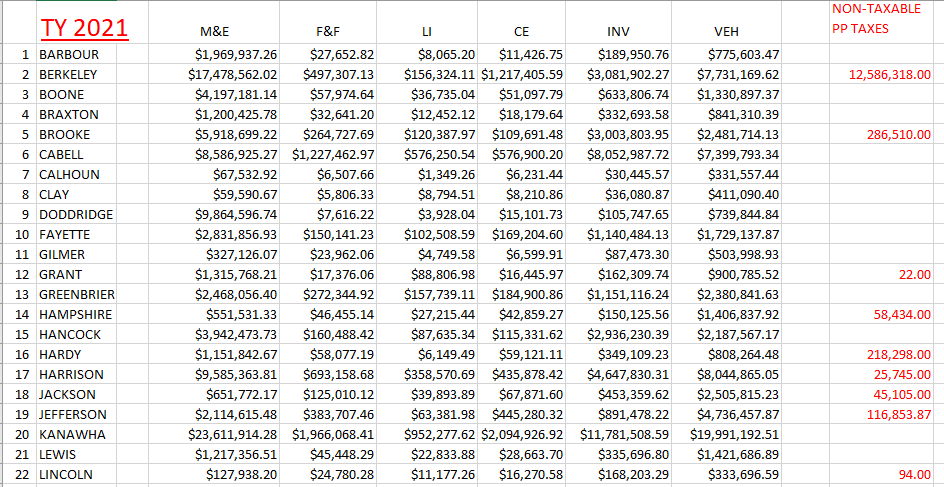 NON-TAXABLE
TY 2021 M&E F&F LI CE INV VEH PP TAXES
1 BARBOUR $1,969,937.26 $27,652.82 $8,065.20 $11,426.75 $189,950.76 $775,603.47
2 BERKELEY $17,478,562.02 $497,307.13 $156,324.11 $1,217,405.59 $3,081,902.27 $7,731,169.62 12,586,318.00
3 BOONE $4,197,181.14 $57,974.64 $36,735.04 $51,097.79 $633,806.74 $1,330,897.37
4 BRAXTON $1,200,425.78 $32,641.20 $12,452.12 $18,179.64 $332,693.58 $841,310.39
5 BROOKE $5,918,699.22 $264,727.69 $120,387.97 $109,691.48 $3,003,803.95 $2,481,714.13 286,510.00
6 CABELL $8,586,925.27 $1,227,462.97 $576,250.54 $576,900.20 $8,052,987.72 $7,399,793.34
7 CALHOUN $67,532.92 $6,507.66 $1,349.26 $6,231.44 $30,445.57 $331,557.44
8 CLAY $59,590.67 $5,806.33 $8,794.51 $8,210.86 $36,080.87 $411,090.40
9 DODDRIDGE $9,864,596.74 $7,616.22 $3,928.04 $15,101.73 $105,747.65 $739,844.84
10 FAYETTE $2,831,856.93 $150,141.23 $102,508.59 $169,204.60 $1,140,484.13 $1,729,137.87
11 GILMER $327,126.07 $23,962.06 $4,749.58 $6,599.91 $87,473.30 $503,998.93
12 GRANT $1,315,768.21 $17,376.06 $88,806.98 $16,445.97 $162,309.74 $900,785.52 22.00
13 GREENBRIER $2,468,056.40 $272,344.92 $157,739.11 $184,900.86 $1,151,116.24 $2,380,841.63
14 HAMPSHIRE $551,531.33 $46,455.14 $27,215.44 $42,859.27 $150,125.56 $1,406,837.92 58,434.00
15 HANCOCK $3,942,473.73 $160,488.42 $87,635.34 $115,331.62 $2,936,230.39 $2,187,567.17
16 HARDY $1,151,842.67 $58,077.19 $6,149.49 $59,121.11 $349,109.23 $808,264.48 218,298.00
17 HARRISON $9,585,363.81 $693,158.68 $358,570.69 $435,878.42 $4,647,830.31 $8,044,865.05 25,745.00
18 JACKSON $651,772.17 $125,010.12 $39,893.89 $67,871.60 $453,359.62 $2,505,815.23 45,105.00
19 JEFFERSON $2,114,615.48 $383,707.46 $63,381.98 $445,280.32 $891,478.22 $4,736,457.87 116,853.87
20 KANAWHA $23,611,914.28 $1,966,068.41 $952,277.62 $2,094,926.92 $11,781,508.59 $19,991,192.51
21 LEWIS $1,217,356.51 $45,448.29 $22,833.88 $28,663.70 $335,696.80 $1,421,686.89
22 LINCOLN $127,938.20 $24,780.28 $11,177.26 $16,270.58 $168,203.29 $333,696.59 94.00